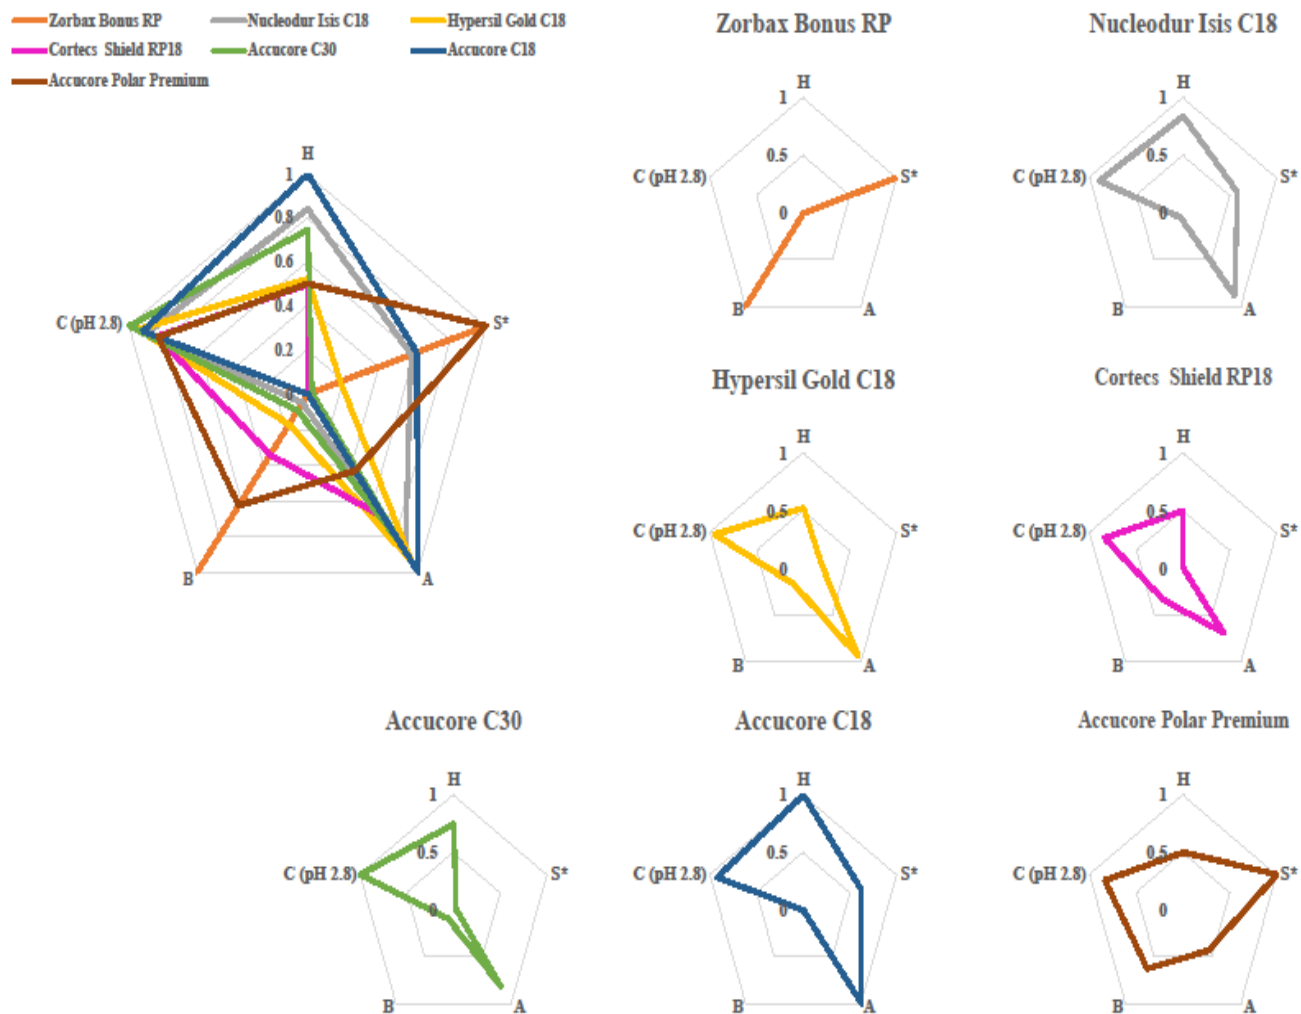 Zorbax Bonus RP
Nucleodur Isis C18
Hypersil Gold C18
Cortecs Shield RP18
Accucore C30
Accucore C18
Accucore Polar Premium
H
1
0.8
0.6
0.4
0.2
0
C (pH 2.8)
S*
B
A
Zorbax Bonus RP
H
1
0.5
0
C (pH 2.8)
S*
B
A
Nucleodur Isis C18
H
1
0.5
0
C (pH 2.8)
S*
B
A
Hypersil Gold C18
H
1
0.5
0
C (pH 2.8)
S*
B
A
Cortecs Shield RP18
H
1
0.5
0
C (pH 2.8)
S*
B
A
Accucore C30
H
1
0.5
0
C (pH 2.8)
S*
B
A
Accucore C18
H
1
0.5
0
C (pH 2.8)
S*
B
A
Accucore Polar Premium
H
1
0.5
0
C (pH 2.8)
S*
B
A